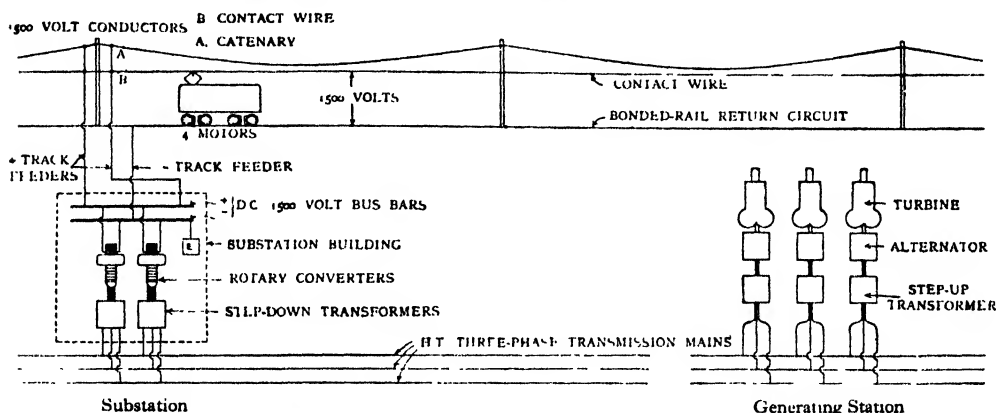 B CONTACT WIRE
1500 VOLT CONDUCTORS
A. CATENARY
A
B
1500 VOLTS
CONTACT WIRE
BONDED-RAIL RETURN CIRCUIT
4 MOTORS
+ TRACK
FEEDERS
- TRACK FEEDER
+
-
DC 1500 VOLT BUS BARS
R
SUBSTATION BUILDING
ROTARY CONVERTERS
STEP-DOWN TRANSFORMERS
TURBINE
ALTERNATOR
STEP-UP
TRANSFORMER
H.T THREE-PHASE TRANSMISSION MAINS
Substation
Generating Station